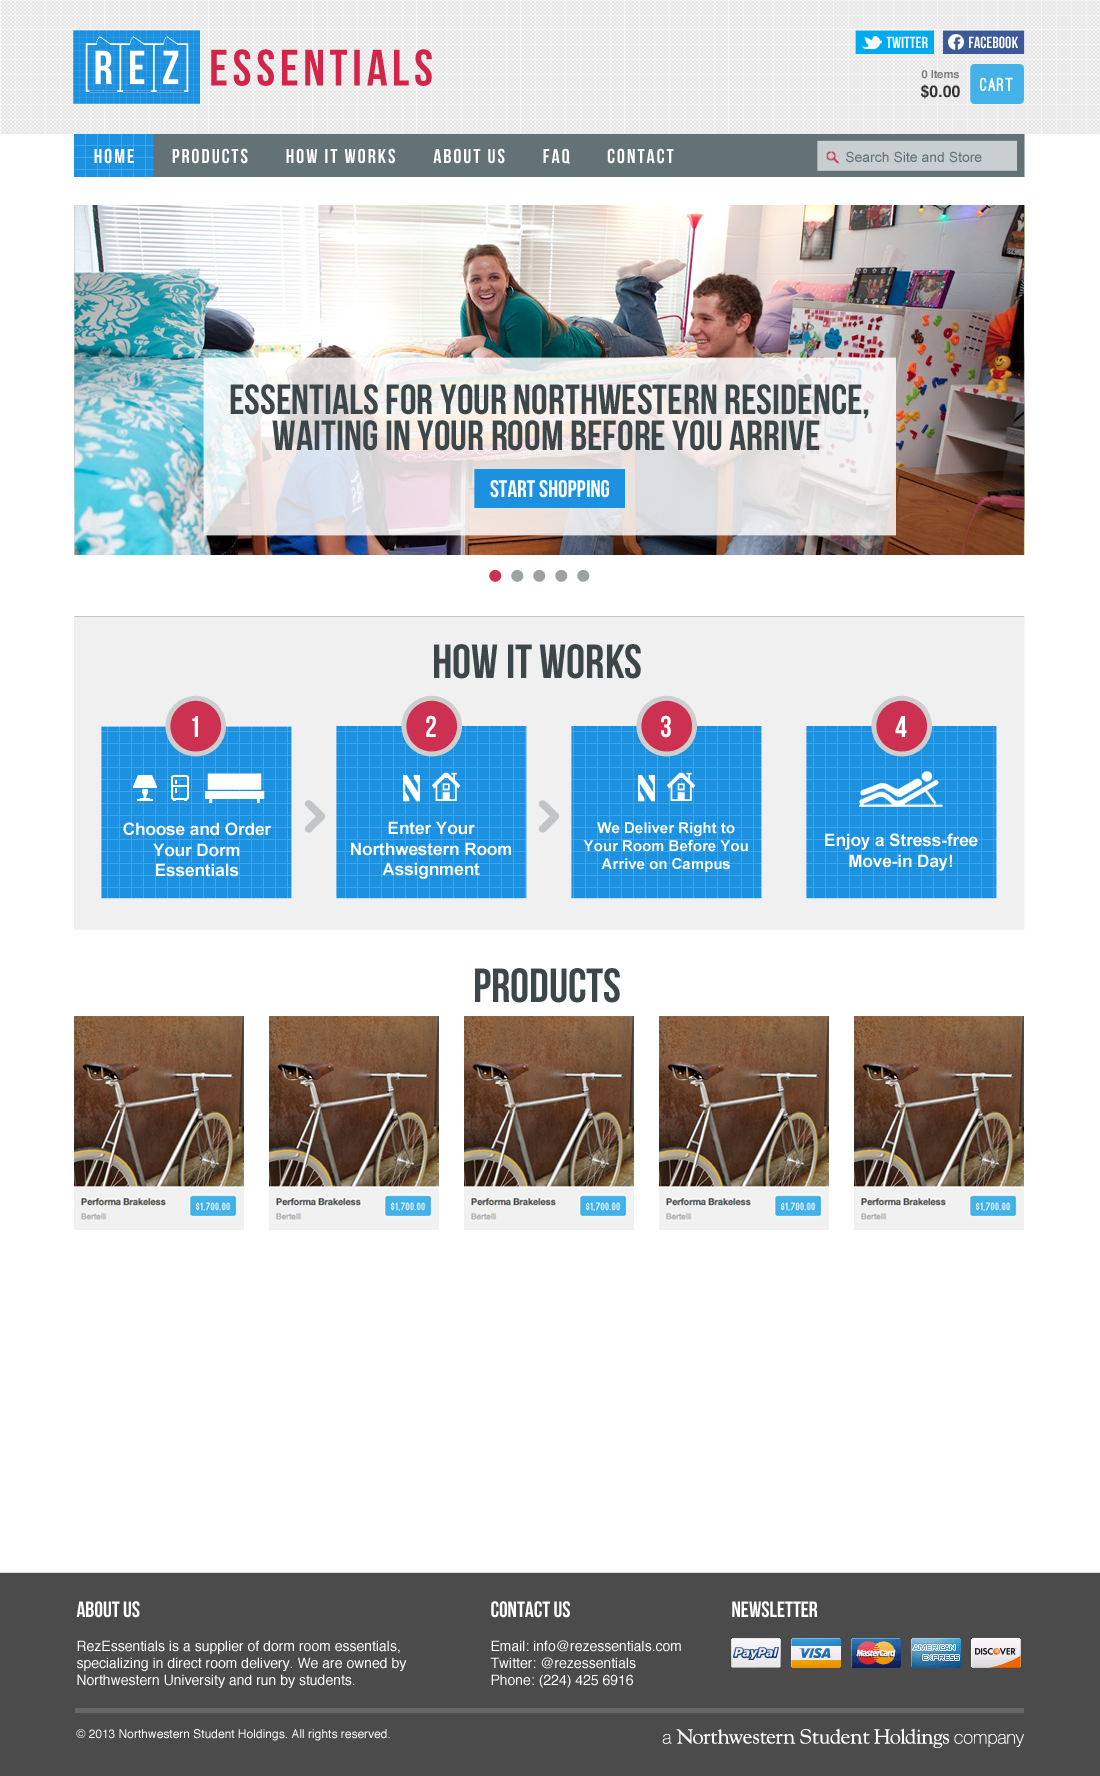 REZ ESSENTIALS
TWITTER
FACEBOOK
0 Items
$0.00
CART
HOME
PRODUCTS
HOW IT WORKS
ABOUT US
FAQ
CONTACT
Search Site and Store
ESSENTIALS FOR YOUR NORTHWESTERN RESIDENCE,
WAITING IN YOUR ROOM BEFORE YOU ARRIVE
START SHOPPING
HOW IT WORKS
1
N
Choose and Order
Your Dorm
Essentials
2
Enter Your
Northwestern Room
Assignment
3
N
We Deliver Right to
Your Room Before You
Arrive on Campus
4
Enjoy a Stress-free
Move-in Day!
PRODUCTS
Performa Brakeless
Bertelli
$1,700.00
Performa Brakeless
Bertelli
$1,700.00
Performa Brakeless
Bertelli
$1,700.00
Performa Brakeless
Bertelli
$1,700.00
Performa Brakeless
Bertelli
$1,700.00
ABOUT US
RezEssentials is a supplier of dorm room essentials,
specializing in direct room delivery. We are owned by
Northwestern University and run by students.
CONTACT US
Email: info@rezessentials.com
Twitter: @rezessentials
Phone: (224) 425 6916
NEWSLETTER
PayPal
VISA
MasterCard
AMERICAN EXPRESS
DISCOVER
© 2013 Northwestern Student Holdings. All rights reserved.
a Northwestern Student Holdings company